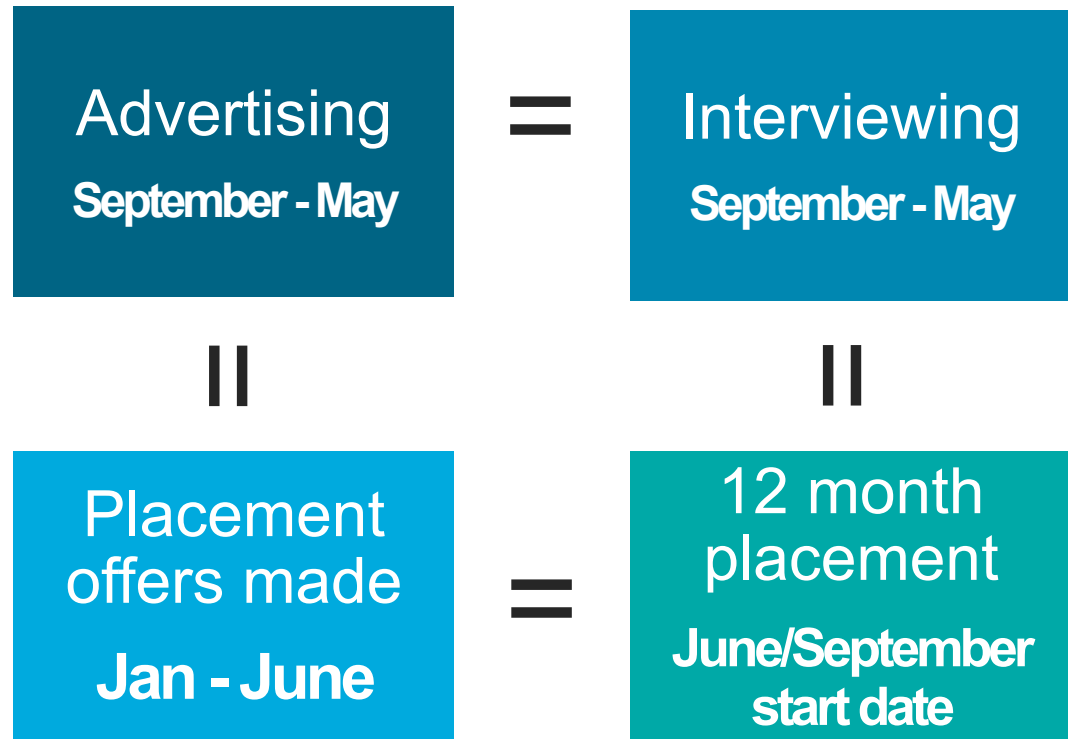 Advertising
September - May
=
Interviewing
September - May
=
=
Placement
offers made
Jan - June
=
12 month
placement
June/September
start date